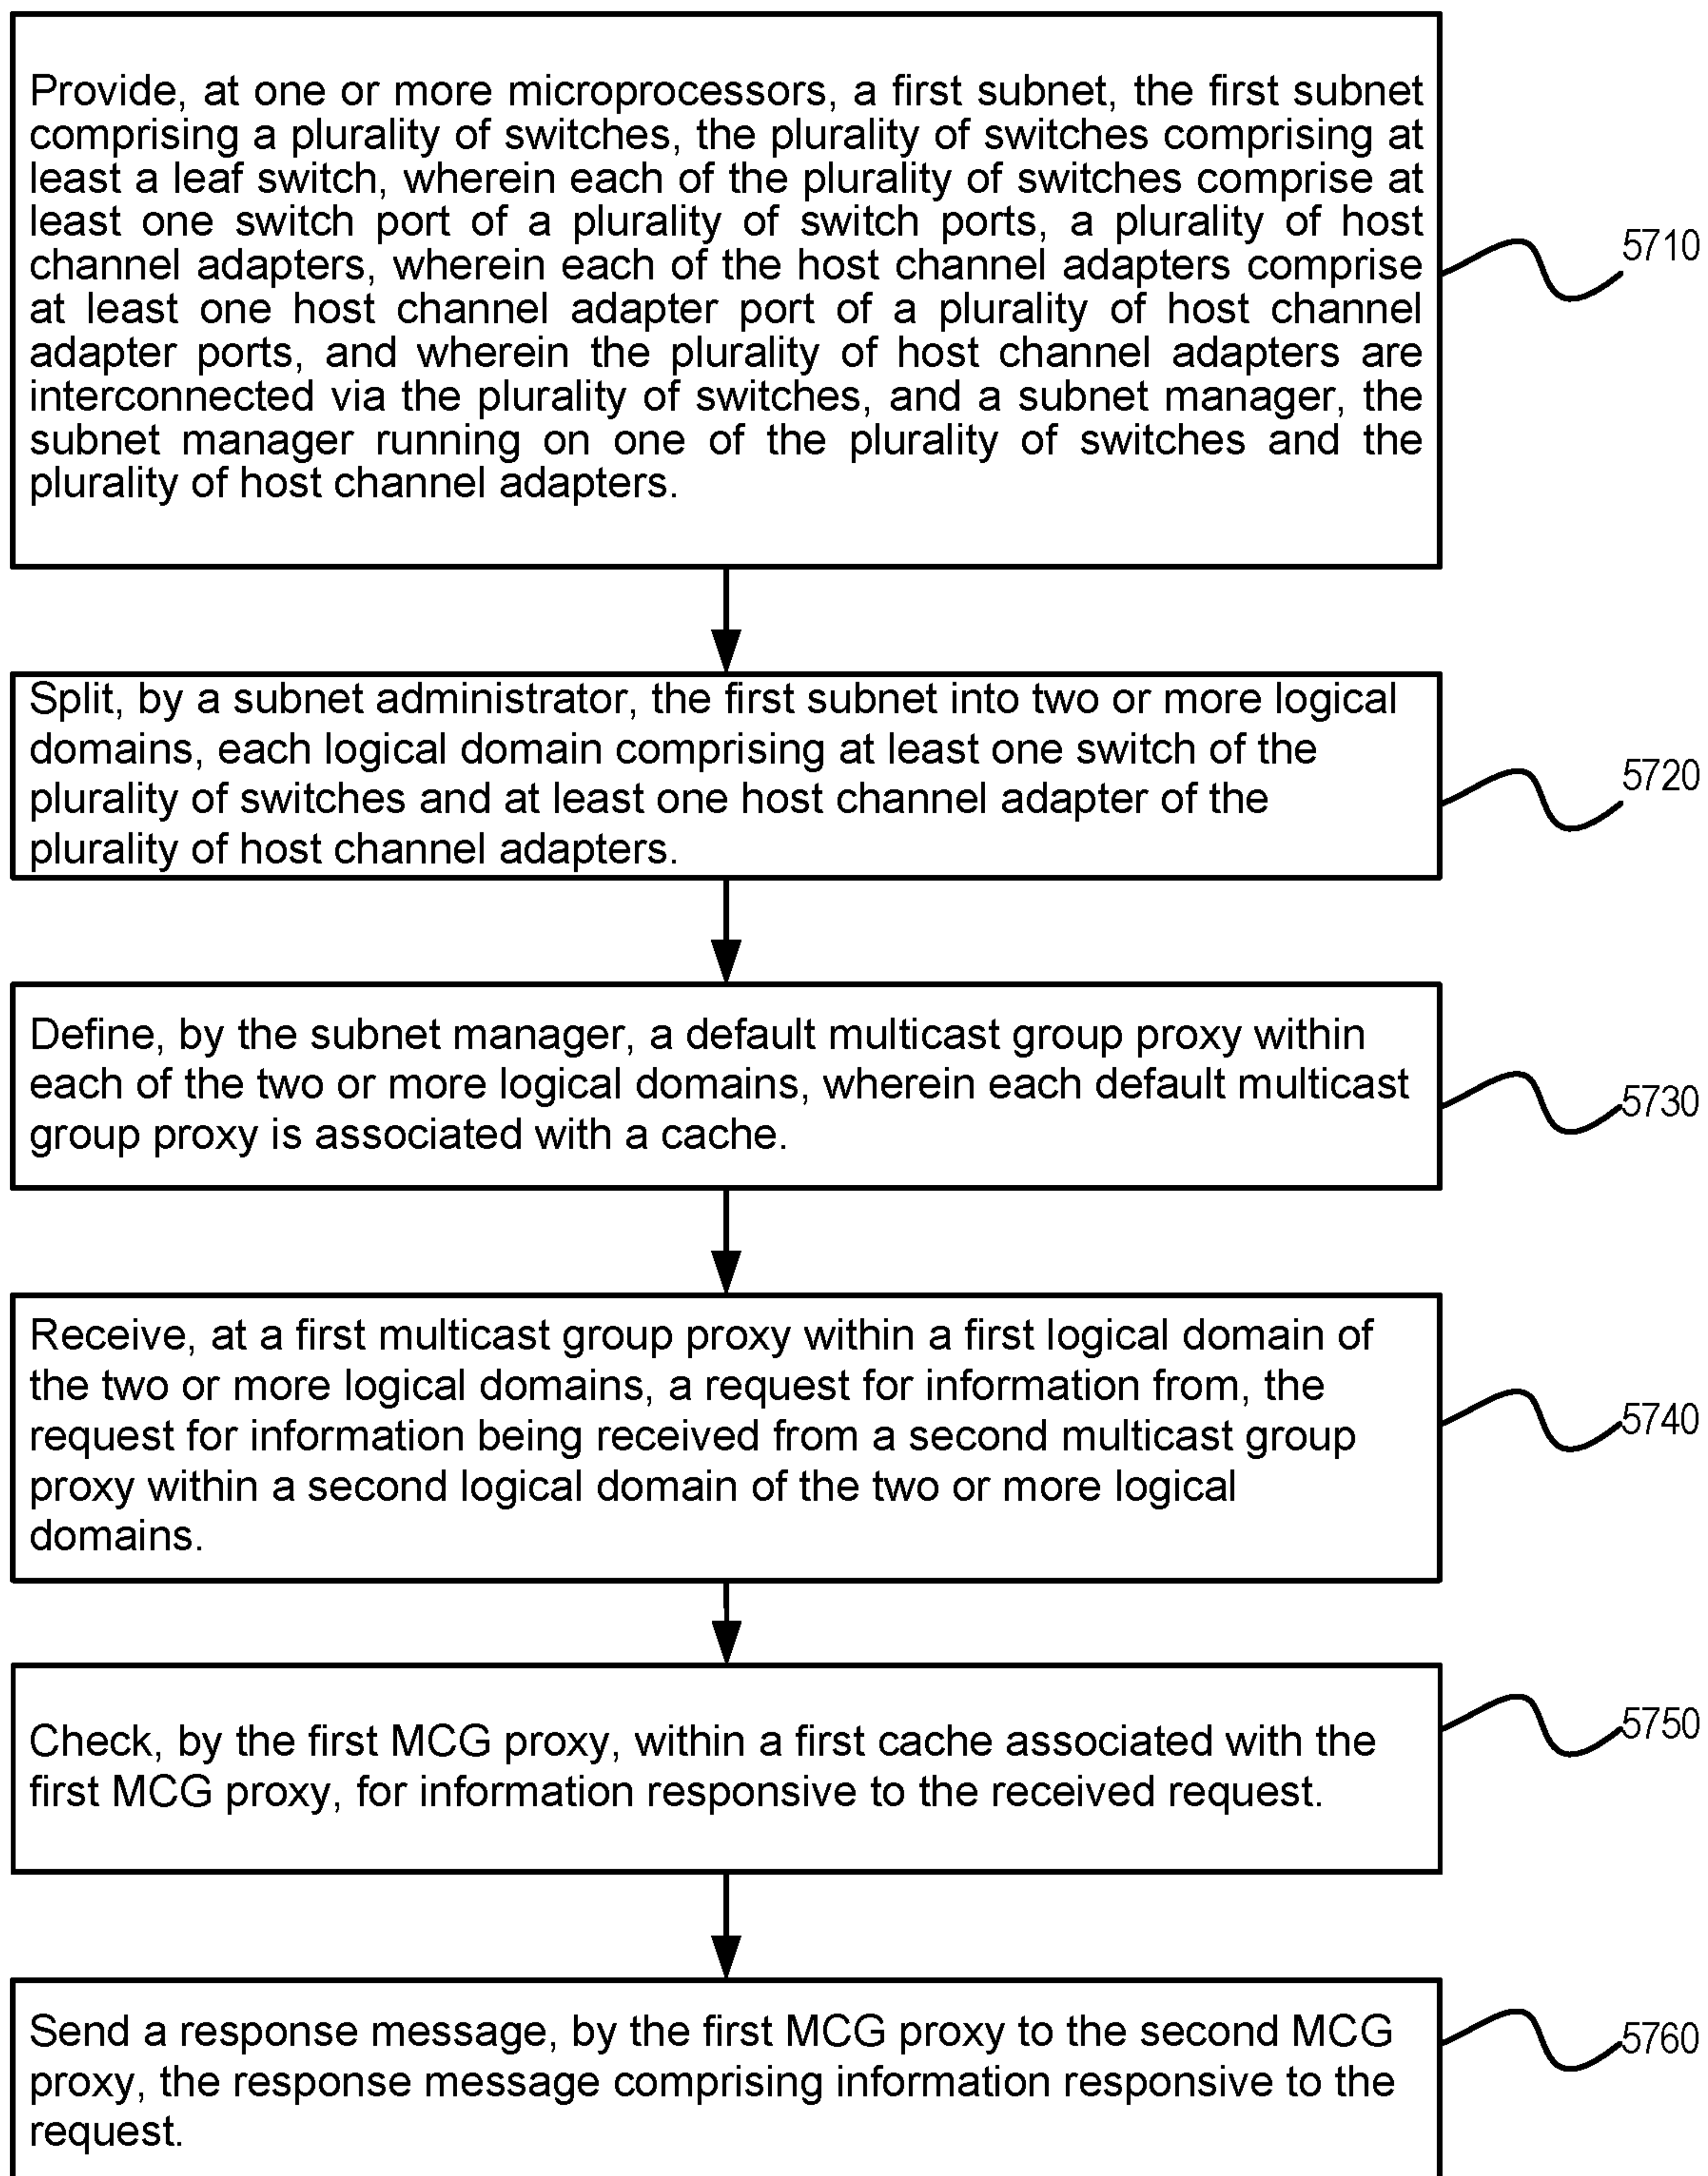 Provide, at one or more microprocessors, a first subnet, the first subnet
comprising a plurality of switches, the plurality of switches comprising at
least a leaf switch, wherein each of the plurality of switches comprise at
least one switch port of a plurality of switch ports, a plurality of host
channel adapters, wherein each of the host channel adapters comprise
at least one host channel adapter port of a plurality of host channel
adapter ports, and wherein the plurality of host channel adapters are
interconnected via the plurality of switches, and a subnet manager, the
subnet manager running on one of the plurality of switches and the
plurality of host channel adapters.
5710
Split, by a subnet administrator, the first subnet into two or more logical
domains, each logical domain comprising at least one switch of the
plurality of switches and at least one host channel adapter of the
plurality of host channel adapters.
5720
Define, by the subnet manager, a default multicast group proxy within
each of the two or more logical domains, wherein each default multicast
group proxy is associated with a cache.
5730
Receive, at a first multicast group proxy within a first logical domain of
the two or more logical domains, a request for information from, the
request for information being received from a second multicast group
proxy within a second logical domain of the two or more logical
domains.
5740
Check, by the first MCG proxy, within a first cache associated with the
first MCG proxy, for information responsive to the received request.
5750
Send a response message, by the first MCG proxy to the second MCG
proxy, the response message comprising information responsive to the
request.
5760